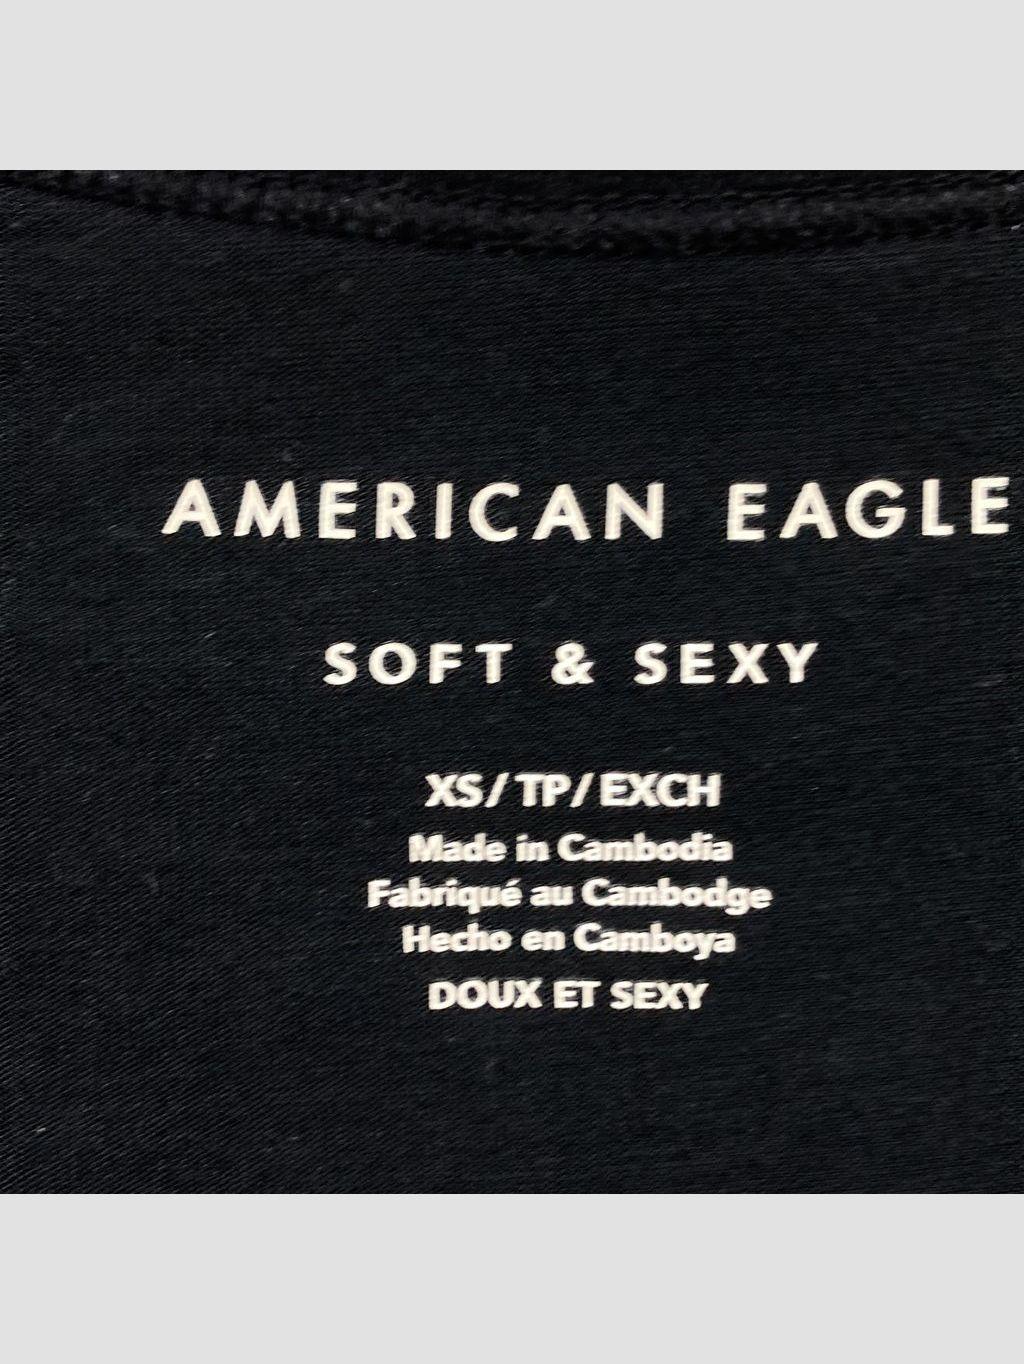 AMERICAN EAGLE
SOFT & SEXY
XS/TP/EXCH
Made in Cambodia
Fabriqué au Cambodge
Hecho en Camboya
DOUX ET SEXY